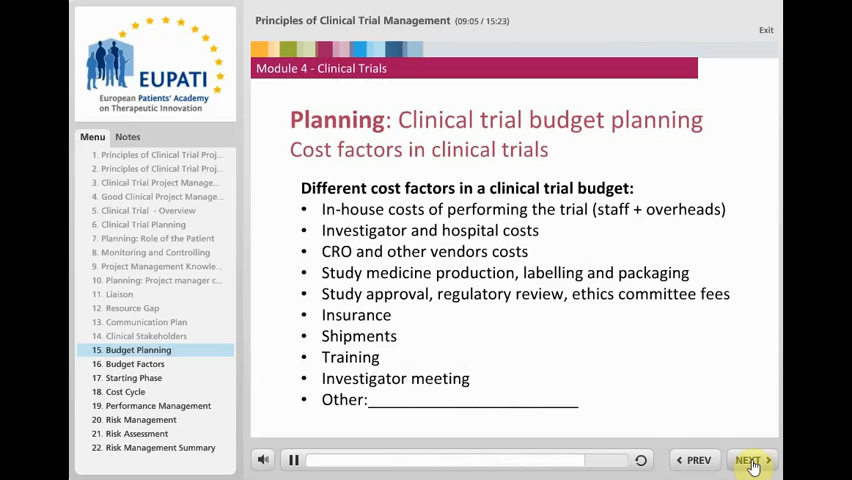 Principles of Clinical Trial Management (09:05 / 15:23)
Exit
EUPATI
European Patients' Academy
on Therapeutic Innovation
Module 4 - Clinical Trials
Menu Notes
1. Principles of Clinical Trial Proj...
2. Principles of Clinical Trial Proj...
3. Clinical Trial Project Manage...
4. Good Clinical Project Manage...
5. Clinical Trial - Overview
6. Clinical Trial Planning
7. Planning: Role of the Patient
8. Monitoring and Controlling
9. Project Management Knowle...
10. Planning: Project manager c...
11. Liaison
12. Resource Gap
13. Communication Plan
14. Clinical Stakeholders
15. Budget Planning
16. Budget Factors
17. Starting Phase
18. Cost Cycle
19. Performance Management
20. Risk Management
21. Risk Assessment
22. Risk Management Summary
Planning: Clinical trial budget planning
Cost factors in clinical trials
Different cost factors in a clinical trial budget:
• In-house costs of performing the trial (staff + overheads)
• Investigator and hospital costs
• CRO and other vendors costs
• Study medicine production, labelling and packaging
• Study approval, regulatory review, ethics committee fees
• Insurance
• Shipments
• Training
• Investigator meeting
• Other:_______________________
PREV NEXT